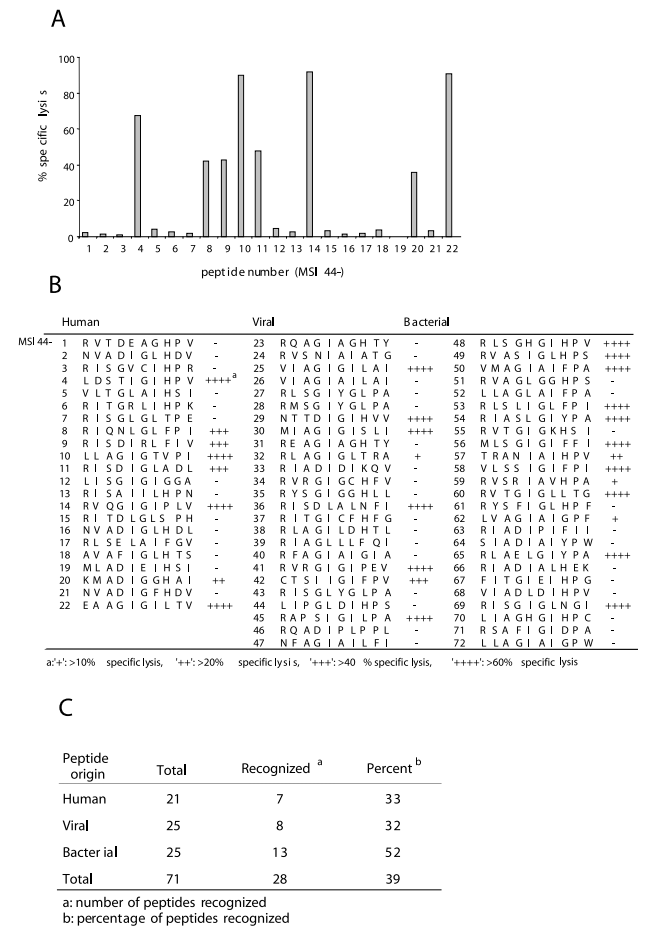 A
% specific lysis
100
80
60
40
20
0
1 2 3 4 5 6 7 8 9 10 11 12 13 14 15 16 17 18 19 20 21 22
peptide number (MSI 44-)
B
Human Viral Bacterial
MSI 44- 1 R V T D E A G H P V - 23 R Q A G I A G H T Y - 48 R L S G H G I H P V ++++
2 N V A D I G L H D V - 24 R V S N I A I A T G - 49 R V A S I G L H P S ++++
3 R I S G V C I H P R - 25 V I A G I G I L A I ++++ 50 V M A G I A I F P A ++++
4 L D S T I G I H P V ++++a 26 V I A G I A I L A I - 51 R V A G L G G H P S -
5 V L T G L A I H S I - 27 R L S G I Y G L P A - 52 L L A G L A I F P A -
6 I T G R L I H P K - 28 R M S G I Y G L P A - 53 R L S L I G L F P I ++++
7 R I S G L G L T P E - 29 N T T D I G I H V V ++++ 54 R I A S L G I Y P A ++++
8 R I Q N L G L F P I +++ 30 M I A G I G I S L I ++++ 55 R V T G I G K H S I -
9 R I S D I R L F I V +++ 31 R E A G I A G H T Y - 56 M L S G I G I F F I ++++
10 L L A G I G T V P I ++++ 32 R L A G I G L T R A + 57 T R A N I A I H P V ++
11 R I S D I G L A D L +++ 33 R I A D I D I K Q V - 58 V L S S I G I F P I ++++
12 L I S G I G I G G A - 34 R V R G I G C H F V - 59 R V S R I A V H P A +
13 R I S A I I L H P N - 35 R Y S G I G G H L L - 60 R V T G I G L L T G ++++
14 R V Q G I G I P L V ++++ 36 R I S D L A L N F I ++++ 61 R Y S F I G L H P F -
15 R I T D L G L S P H - 37 R I T G I C F H F G - 62 L V A G I A I G P F +
16 N V A D I G L H D L - 38 R L A G I L D H T L - 63 R I A D I P I F I I -
17 R L S E L A I F G V - 39 R I A G L L L F Q I - 64 S I A D I A I Y P W -
18 A V A F I G L H T S - 40 R F A G I A I G I A - 65 R L A E L G I Y P A ++++
19 M L A D I E I H S I - 41 R V R G I G I P E V ++++ 66 R I A D I A L H E K -
20 K M A D I G G H A I ++ 42 C T S I I G I F P V +++ 67 F I T G I E I H P G -
21 N V A D I G F H D V - 43 R I S G L Y G L P A - 68 V I A D L D I H P V -
22 E A A G I G I L T V ++++ 44 L I P G L D I H P S - 69 R I S G I G L N G I ++++
45 R A P S I G I L P A ++++ 70 L I A G H G I H P C -
46 R Q A D I P L P P L - 71 R S A F I G I D P A -
47 N F A G I A I L F I - 72 L L A G I A I G P W -
a:'+': >10% specific lysis, '++': >20% specific lysis, '+++': >40 % specific lysis, '++++': >60% specific lysis
C
Peptide origin Total Recognized a Percent b
Human 21 7 33
Viral 25 8 32
Bacterial 25 13 52
Total 71 28 39
a: number of peptides recognized
b: percentage of peptides recognized